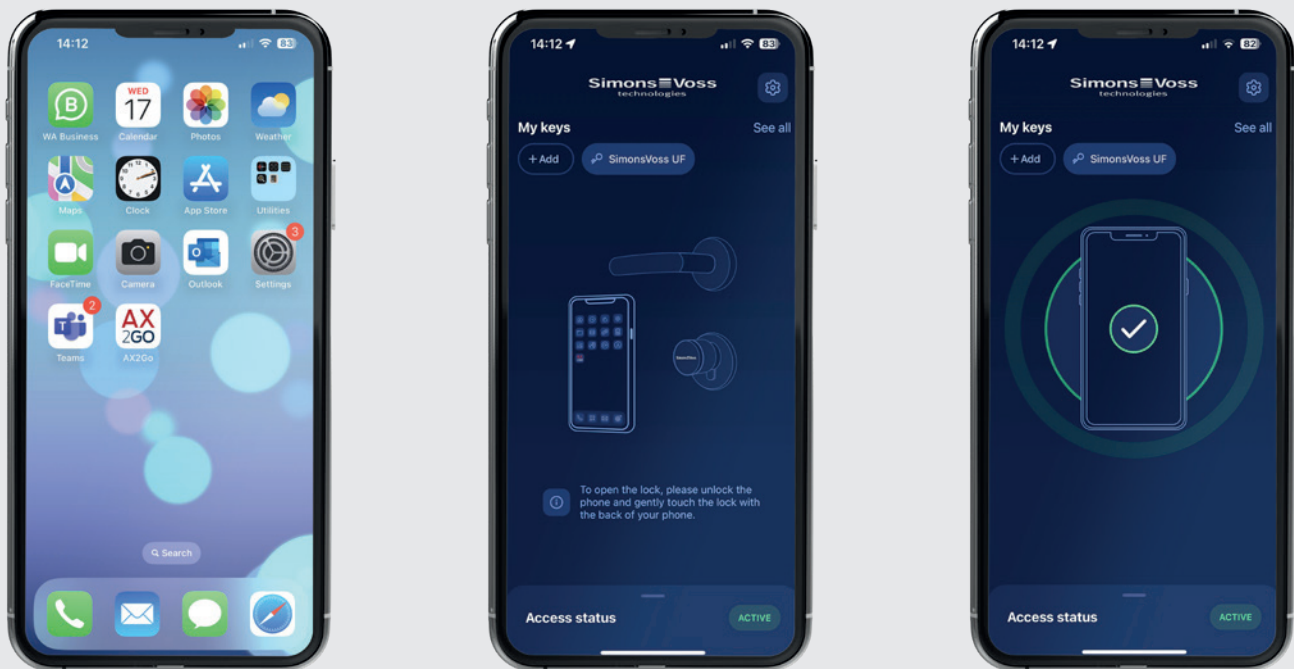 14:12
83
WED
17
WA Business
Calendar
Photos
Weather
Maps
Clock
App Store
Utilities
FaceTime
Camera
Outlook
Settings
3
2
Teams
AX
2GO
AX2Go
Search
14:12
83
SimonsVoss
technologies
My keys
See all
+ Add
SimonsVoss UF
SimonsVoss
To open the lock, please unlock the
phone and gently touch the lock with
the back of your phone.
Access status
ACTIVE
14:12
82
SimonsVoss
technologies
My keys
See all
+ Add
SimonsVoss UF
Access status
ACTIVE